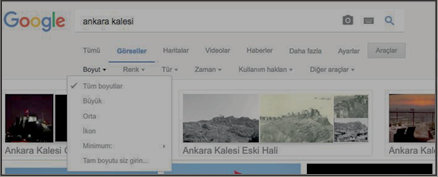 Google
ankara kalesi
Tümü Görseller Haritalar Videolar Haberler Daha fazla Ayarlar Araçlar
Boyut Renk Tür Zaman Kullanım hakları Diğer araçlar
Tüm boyutlar
Büyük
Orta
İkon
Minimum:
Tam boyutu siz girin...
Ankara Kalesi Ankara Kalesi Eski Hali Ankara Kales